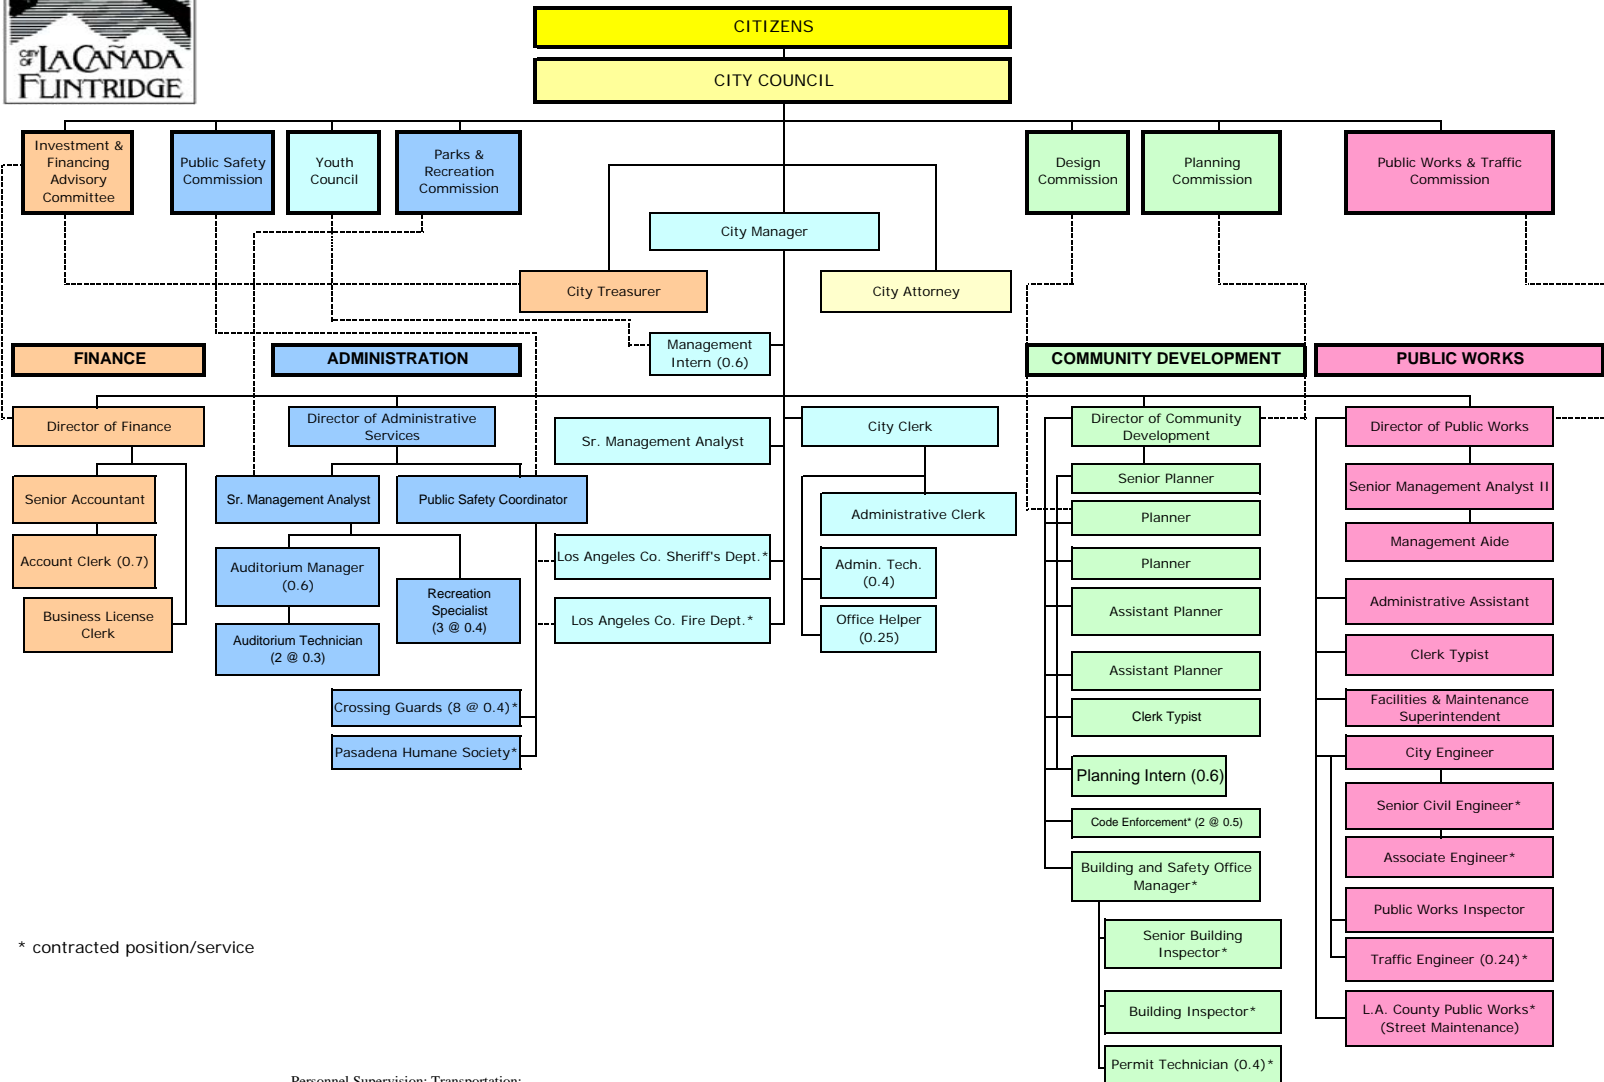 CITY OF LA CAÑADA
FLINTRIDGE
CITIZENS
CITY COUNCIL
Investment &
Financing
Advisory
Committee
Public Safety
Commission
Youth
Council
Parks &
Recreation
Commission
Design
Commission
Planning
Commission
Public Works & Traffic
Commission
City Manager
City Treasurer
City Attorney
Management
Intern (0.6)
FINANCE
ADMINISTRATION
COMMUNITY DEVELOPMENT
PUBLIC WORKS
Director of Finance
Senior Accountant
Account Clerk (0.7)
Business License
Clerk
Director of Administrative
Services
Sr. Management Analyst
Public Safety Coordinator
Auditorium Manager
(0.6)
Recreation
Specialist
(3 @ 0.4)
Auditorium Technician
(2 @ 0.3)
Crossing Guards (8 @ 0.4)*
Pasadena Humane Society*
Sr. Management Analyst
Los Angeles Co. Sheriff's Dept.*
Los Angeles Co. Fire Dept.*
City Clerk
Administrative Clerk
Admin. Tech.
(0.4)
Office Helper
(0.25)
Director of Community
Development
Senior Planner
Planner
Planner
Assistant Planner
Assistant Planner
Clerk Typist
Planning Intern (0.6)
Code Enforcement* (2 @ 0.5)
Building and Safety Office
Manager*
Senior Building
Inspector*
Building Inspector*
Permit Technician (0.4)*
Director of Public Works
Senior Management Analyst II
Management Aide
Administrative Assistant
Clerk Typist
Facilities & Maintenance
Superintendent
City Engineer
Senior Civil Engineer*
Associate Engineer*
Public Works Inspector
Traffic Engineer (0.24)*
L.A. County Public Works*
(Street Maintenance)
* contracted position/service
Personnel Supervision; Transportation;